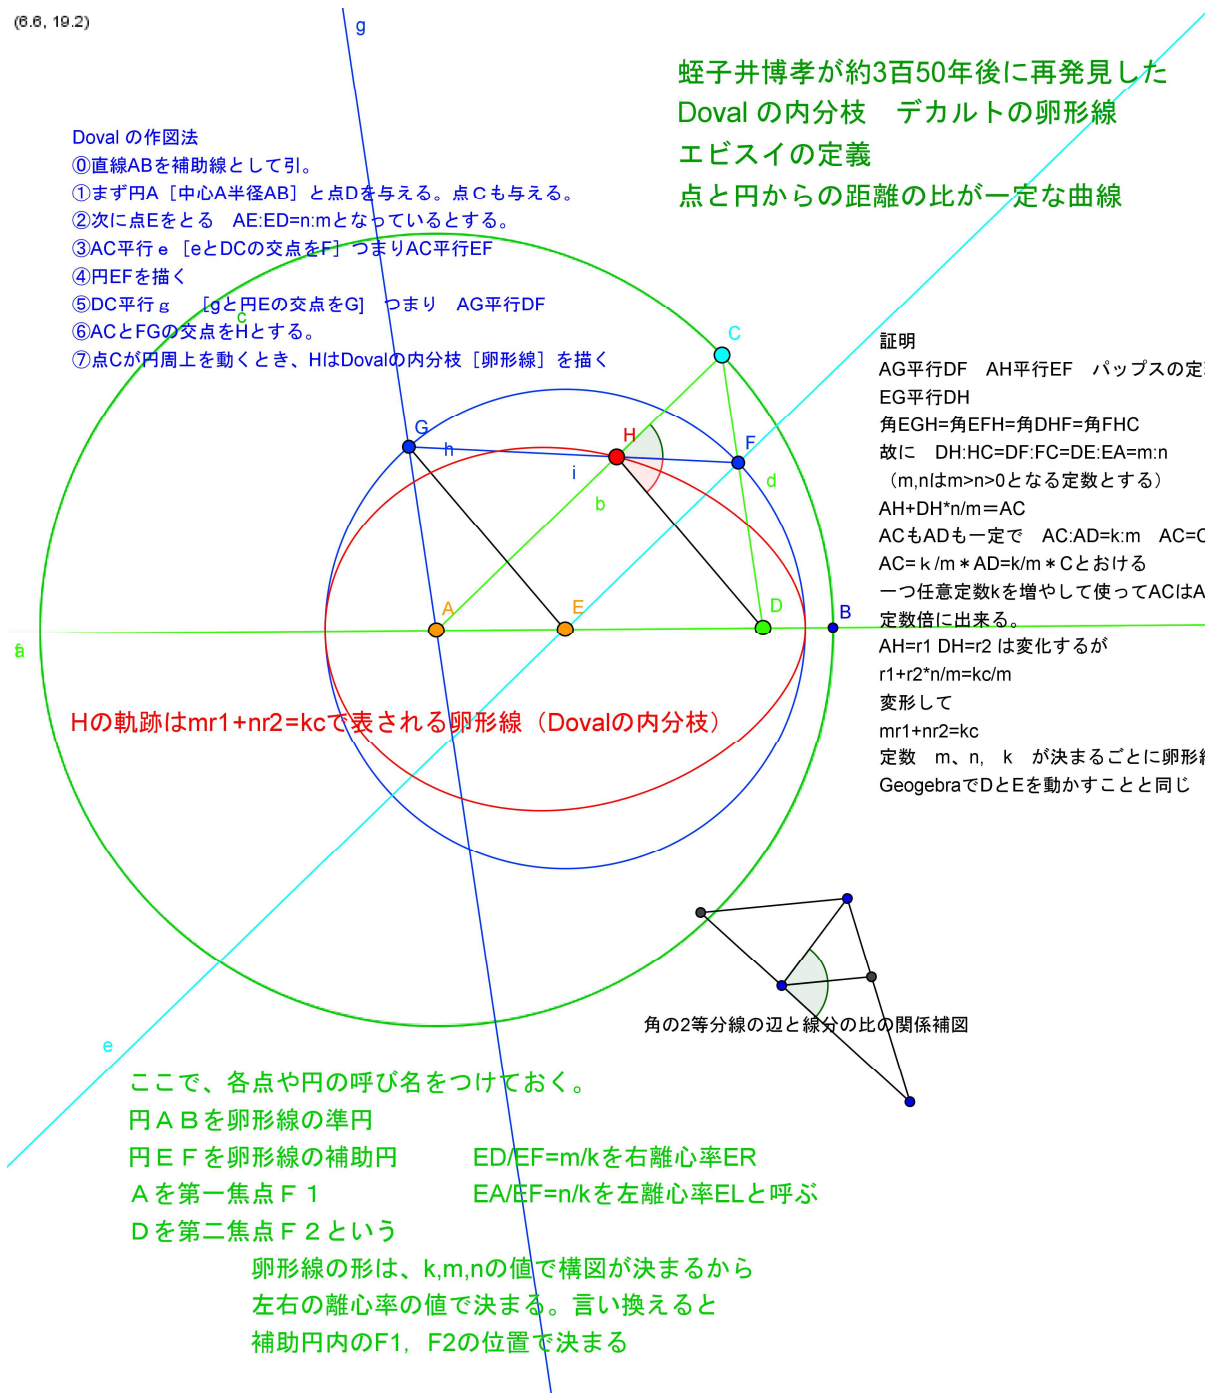 (6.6, 19.2)
g
蛭子井博孝が約3百50年後に再発見した
Doval の内分枝　デカルトの卵形線
エビスイの定義
点と円からの距離の比が一定な曲線
Doval の作図法
⓪直線ABを補助線として引。
①まず円A［中心A半径AB］と点Dを与える。点Ｃも与える。
②次に点Eをとる　AE:ED=n:mとなっているとする。
③AC平行ｅ［eとDCの交点をF］つまりAC平行EF
④円EFを描く
⑤DC平行ｇ　［gと円Eの交点をG]　つまり　AG平行DF
⑥ACとFGの交点をHとする。
⑦点Cが円周上を動くとき、HはDovalの内分枝［卵形線］を描く
c
C
G
h
H
F
i
b
d
A
E
D
B
a
証明
AG平行DF　AH平行EF　パップスの定
EG平行DH
角EGH=角EFH=角DHF=角FHC
故に　DH:HC=DF:FC=DE:EA=m:n
（m,nはm>n>0となる定数とする）
AH+DH*n/m＝AC
ACもADも一定で　AC:AD=k:m　AC=C
AC=ｋ/m＊AD=k/m＊Cとおける
一つ任意定数kを増やして使ってACはA
定数倍に出来る。
AH=r1 DH=r2 は変化するが
r1+r2*n/m=kc/m
変形して
mr1+nr2=kc
定数　m、n,　k　が決まるごとに卵形
GeogebraでDとEを動かすことと同じ
Hの軌跡はmr1+nr2=kcで表される卵形線（Dovalの内分枝）
角の2等分線の辺と線分の比の関係補図
e
ここで、各点や円の呼び名をつけておく。
円ＡＢを卵形線の準円
円ＥＦを卵形線の補助円　ED/EF=m/kを右離心率ER
Ａを第一焦点Ｆ１　EA/EF=n/kを左離心率ELと呼ぶ
Ｄを第二焦点Ｆ２という
卵形線の形は、k,m,nの値で構図が決まるから
左右の離心率の値で決まる。言い換えると
補助円内のF1，F2の位置で決まる